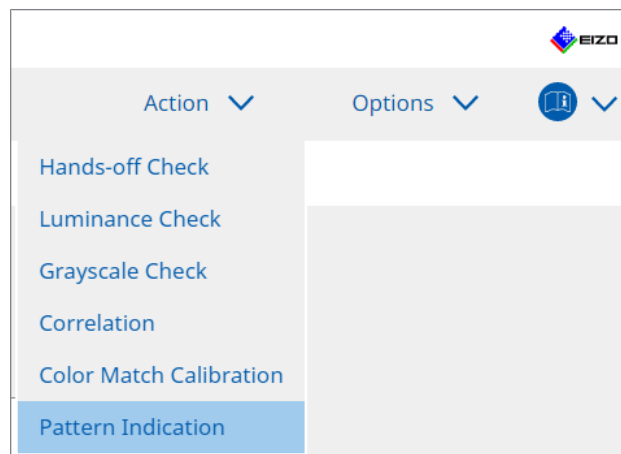 EIZO
Action
Options
Hands-off Check
Luminance Check
Grayscale Check
Correlation
Color Match Calibration
Pattern Indication